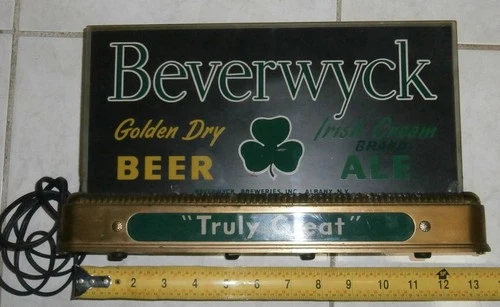 Beverwyck
Golden Dry
BEER
Irish Cream
BRAND
ALE
BEVERWYCK BREWERIES, INC., ALBANY, N.Y.
"Truly Great"
2 3 4 5 6 7 8 9 10 11 12 13